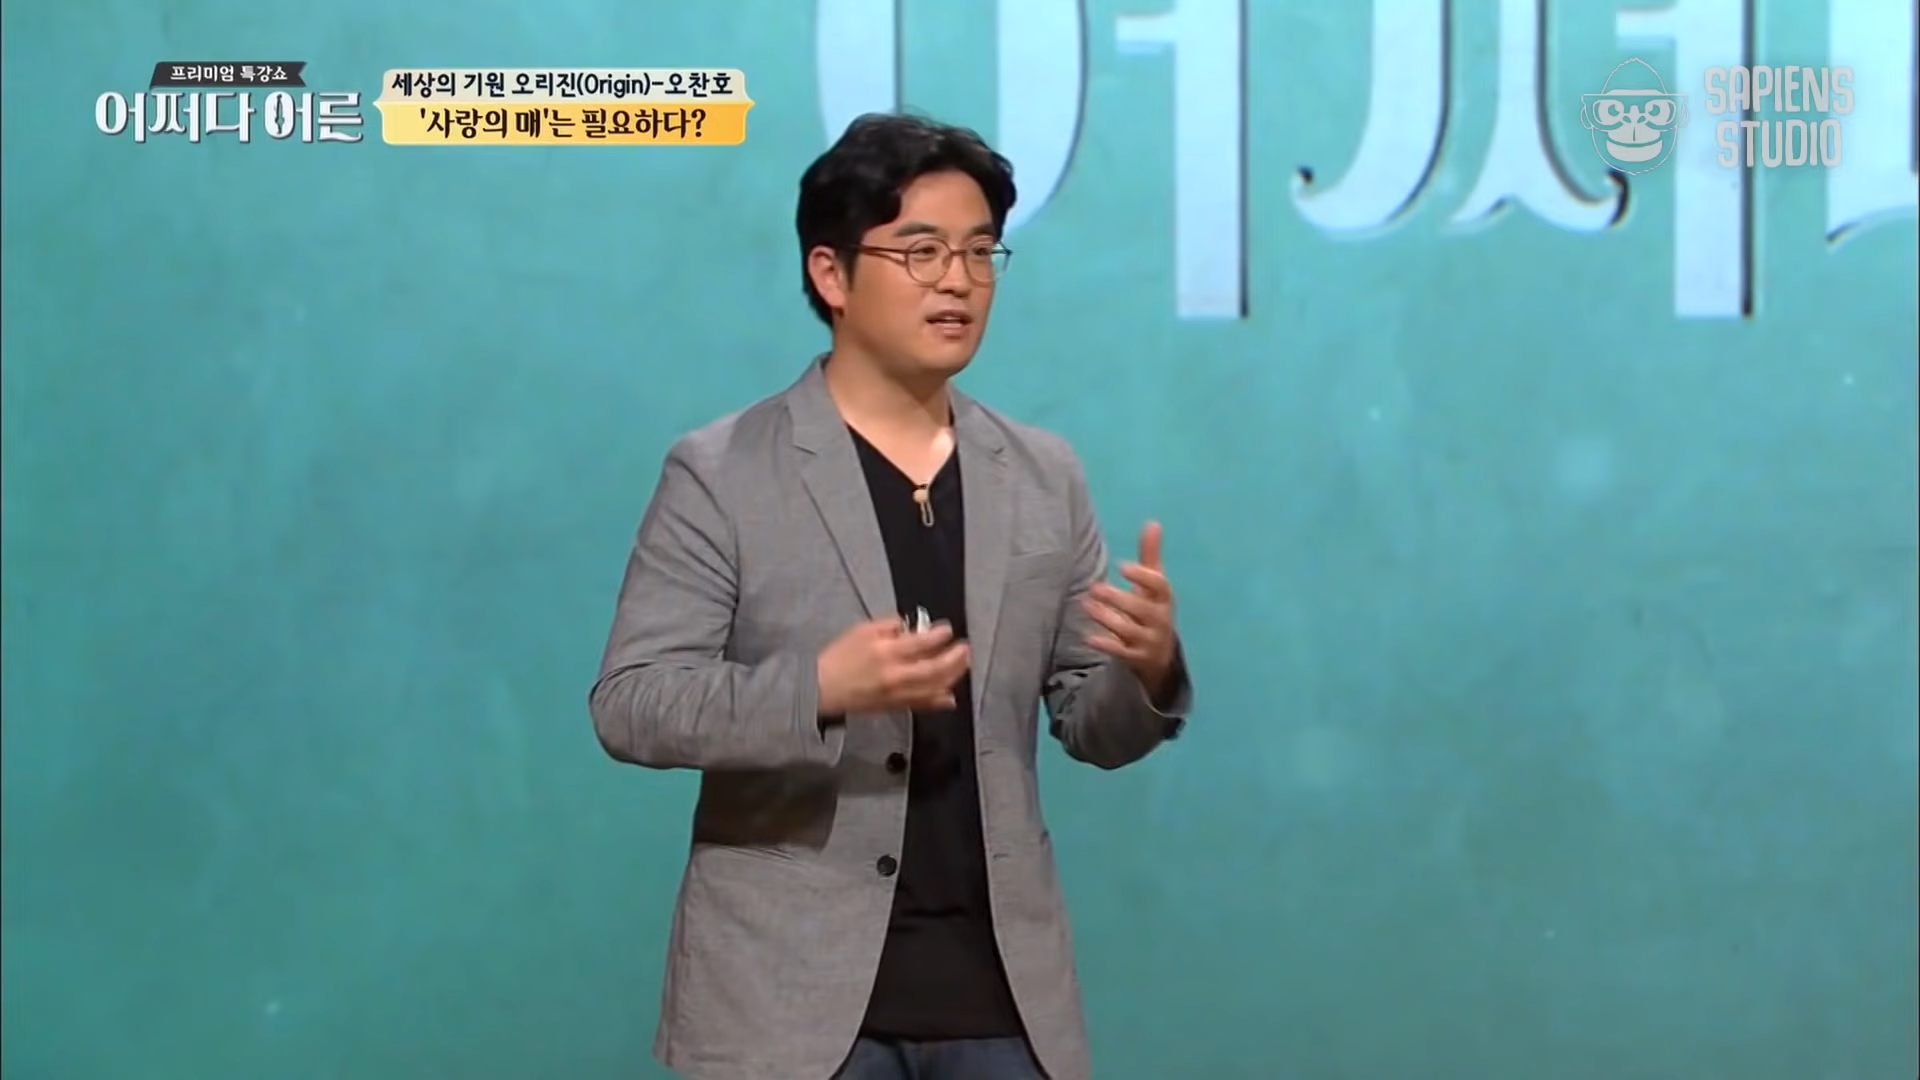 프리미엄 특강쇼
어쩌다 어른
세상의 기원 오리진(Origin)-오찬호
'사랑의 매'는 필요하다?
SAPIENS
STUDIO